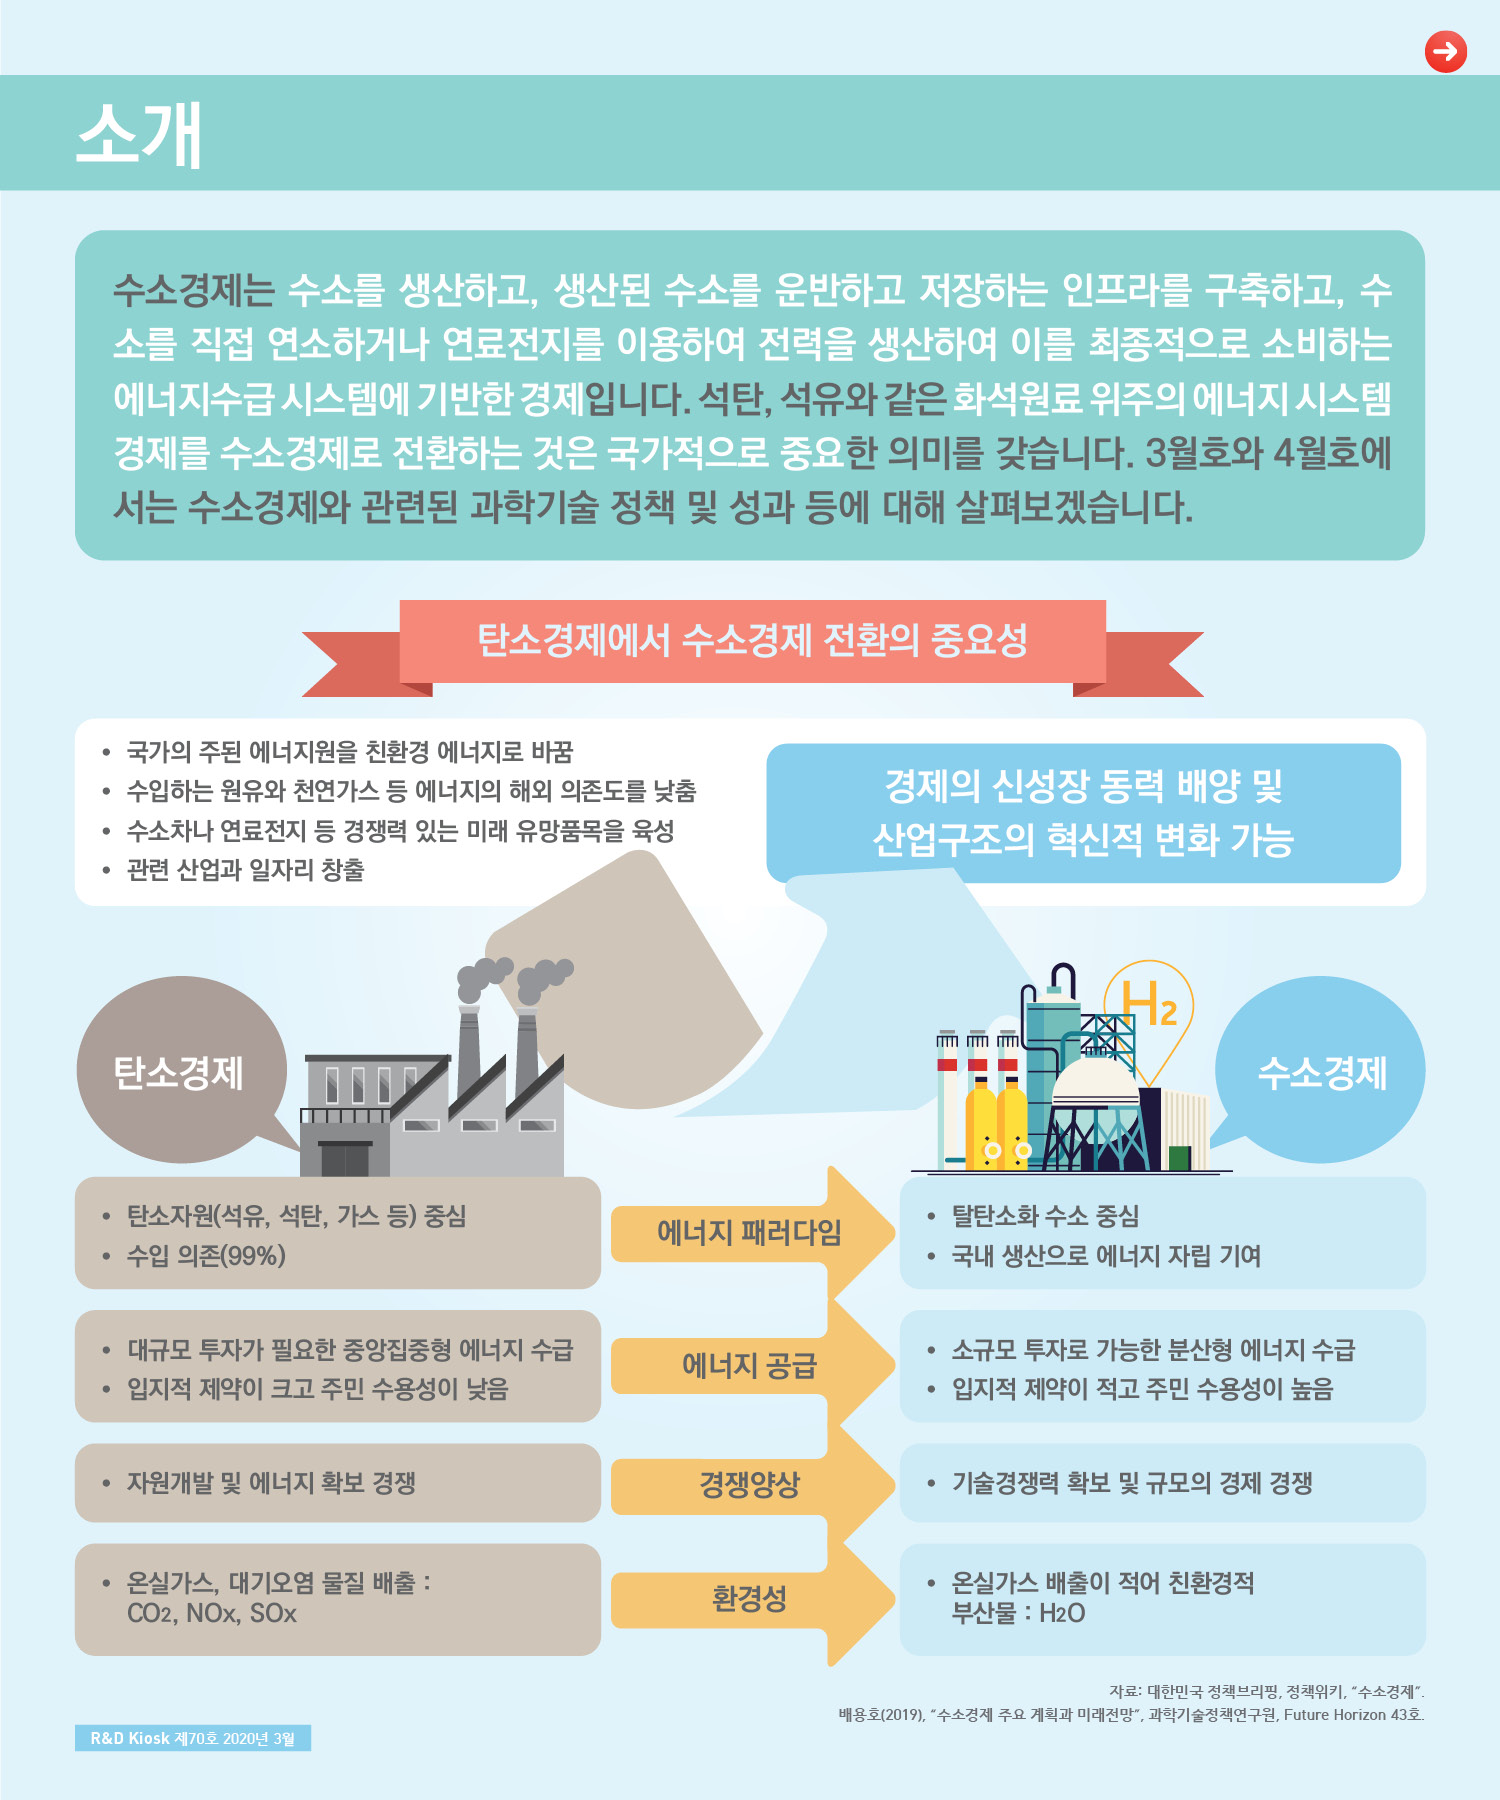 소개
수소경제는 수소를 생산하고, 생산된 수소를 운반하고 저장하는 인프라를 구축하고, 수
소를 직접 연소하거나 연료전지를 이용하여 전력을 생산하여 이를 최종적으로 소비하는
에너지수급 시스템에 기반한 경제입니다. 석탄, 석유와 같은 화석원료 위주의 에너지 시스템
경제를 수소경제로 전환하는 것은 국가적으로 중요한 의미를 갖습니다. 3월호와 4월호에
서는 수소경제와 관련된 과학기술 정책 및 성과 등에 대해 살펴보겠습니다.
탄소경제에서 수소경제 전환의 중요성
• 국가의 주된 에너지원을 친환경 에너지로 바꿈
• 수입하는 원유와 천연가스 등 에너지의 해외 의존도를 낮춤
• 수소차나 연료전지 등 경쟁력 있는 미래 유망품목을 육성
• 관련 산업과 일자리 창출
경제의 신성장 동력 배양 및
산업구조의 혁신적 변화 가능
탄소경제
H2
수소경제
• 탄소자원(석유, 석탄, 가스 등) 중심
• 수입 의존(99%)
에너지 패러다임
• 탈탄소화 수소 중심
• 국내 생산으로 에너지 자립 기여
• 대규모 투자가 필요한 중앙집중형 에너지 수급
• 입지적 제약이 크고 주민 수용성이 낮음
에너지 공급
• 소규모 투자로 가능한 분산형 에너지 수급
• 입지적 제약이 적고 주민 수용성이 높음
• 자원개발 및 에너지 확보 경쟁
경쟁양상
• 기술경쟁력 확보 및 규모의 경제 경쟁
• 온실가스, 대기오염 물질 배출 :
CO2, NOx, SOx
환경성
• 온실가스 배출이 적어 친환경적
부산물 : H2O
자료: 대한민국 정책브리핑, 정책위키, “수소경제”.
배용호(2019), “수소경제 주요 계획과 미래전망”, 과학기술정책연구원, Future Horizon 43호.
R&D Kiosk 제70호 2020년 3월